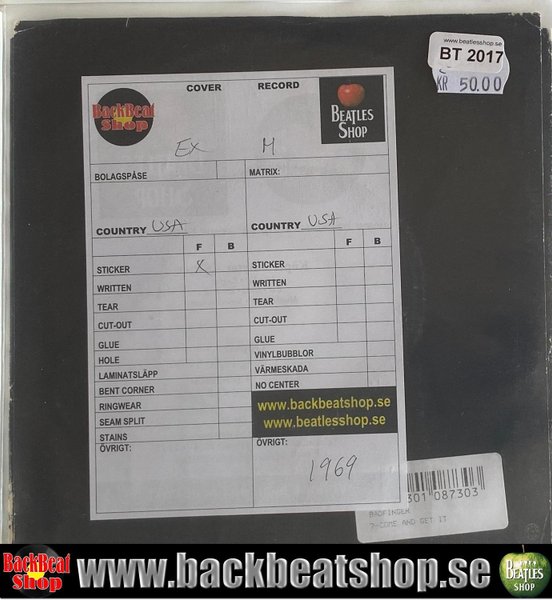 www.beatlesshop.se
BT 2017
KR 50.00
COVER RECORD
BackBeat
Shop
BEATLES
SHOP
Ex M
BOLAGSPÅSE MATRIX:
COUNTRY USA COUNTRY USA
F B F B
STICKER X STICKER
WRITTEN WRITTEN
TEAR TEAR
CUT-OUT CUT-OUT
GLUE GLUE
HOLE VINYLBUBBLOR
LAMINATSLÄPP VÄRMESKADA
BENT CORNER NO CENTER
RINGWEAR www.backbeatshop.se
SEAM SPLIT www.beatlesshop.se
STAINS
ÖVRIGT: ÖVRIGT:
1969
301 087303
BADFINGER
7-COME AND GET IT
BackBeat
Shop
www.backbeatshop.se
BEATLES
SHOP